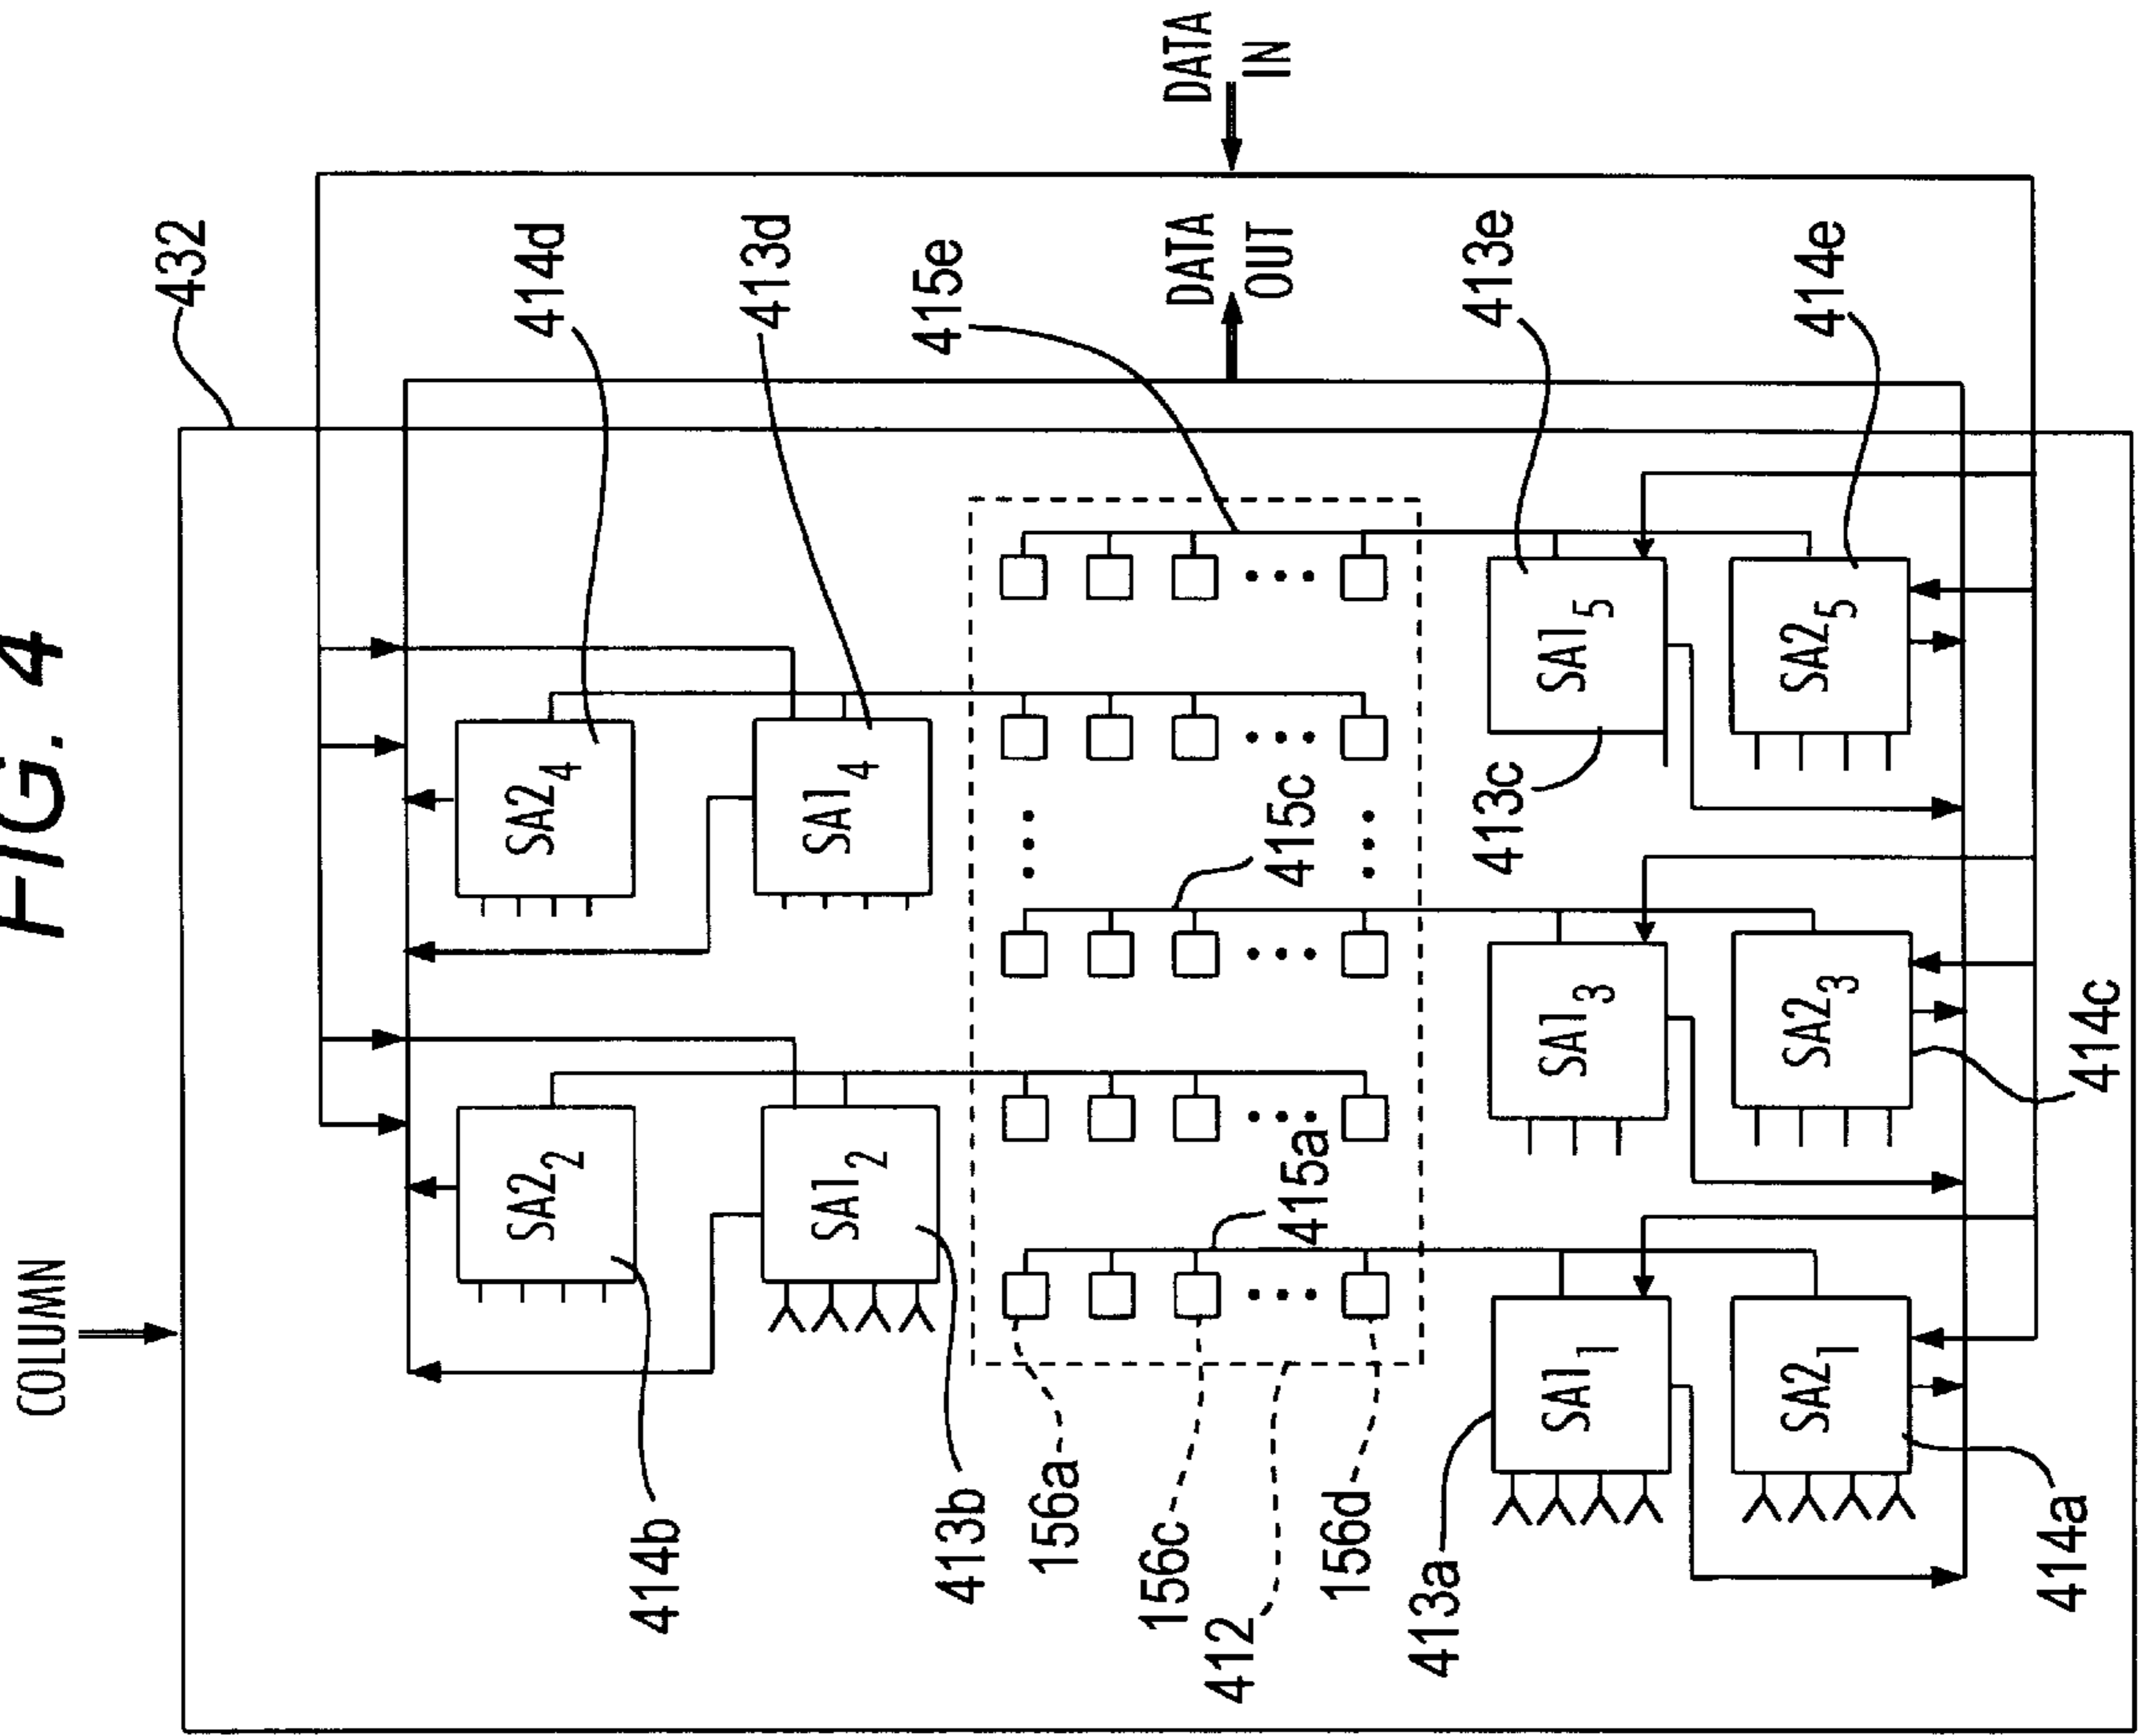 FIG. 4
COLUMN
432
414d
413d
415e
DATA OUT
DATA IN
413e
414e
SA2₄
SA1₄
415c
413c
SA1₅
SA2₅
SA2₂
SA1₂
415a
SA1₃
SA2₃
414c
414b
413b
156a
156c
412
156d
413a
SA1₁
SA2₁
414a